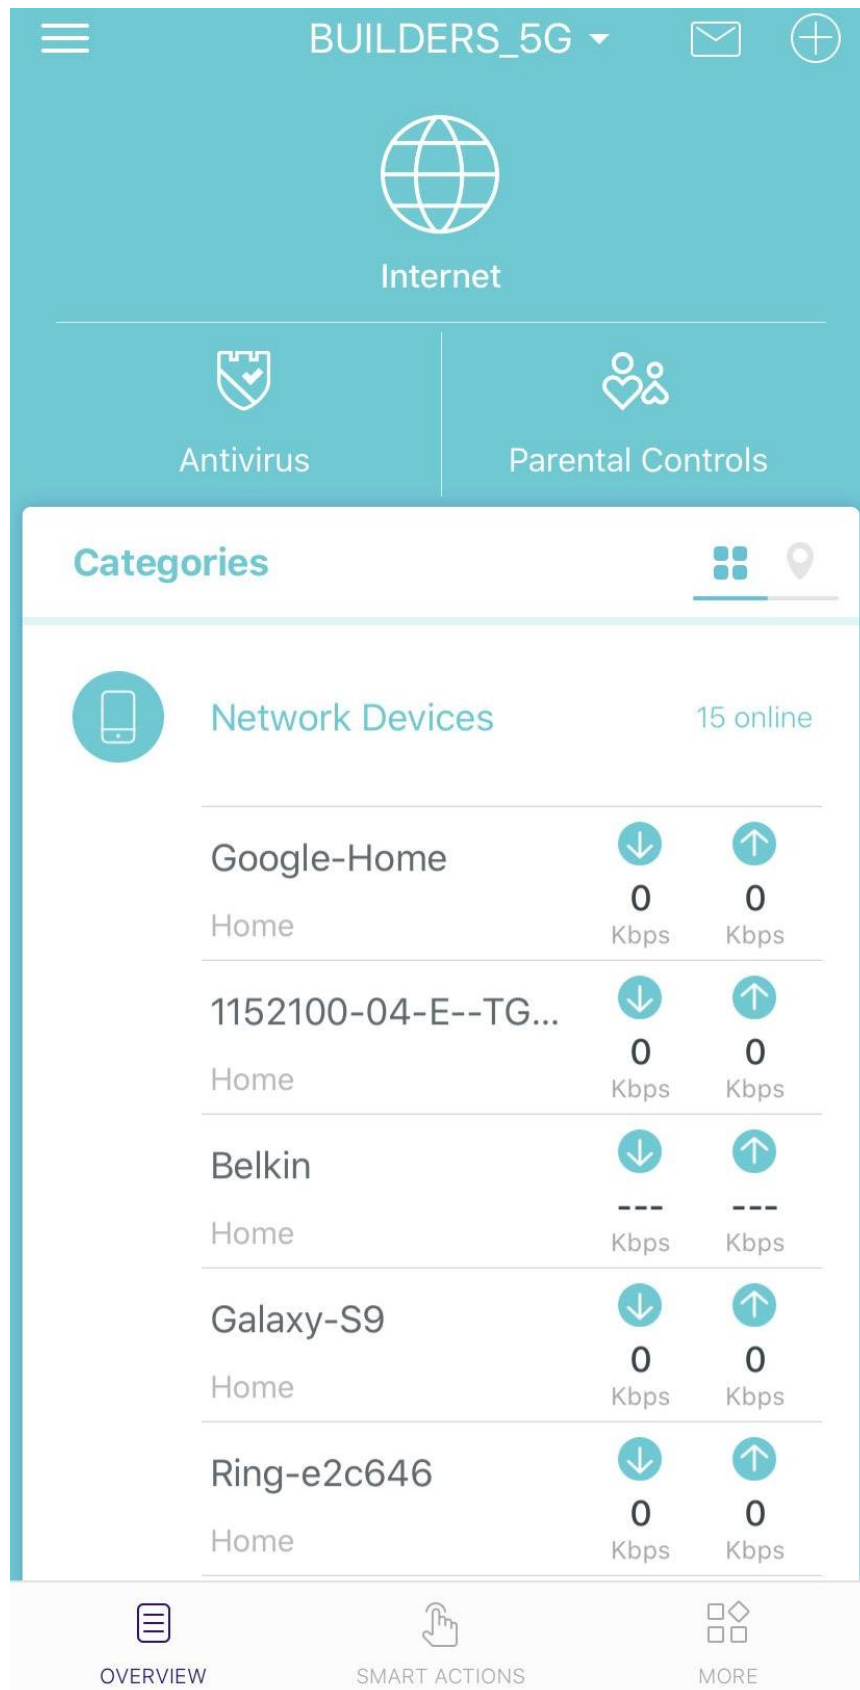 BUILDERS_5G
Internet
Antivirus Parental Controls
Categories
Network Devices 15 online
Google-Home
0 0
Home Kbps Kbps
1152100-04-E--TG...
0 0
Home Kbps Kbps
Belkin
--- ---
Home Kbps Kbps
Galaxy-S9
0 0
Home Kbps Kbps
Ring-e2c646
0 0
Home Kbps Kbps
OVERVIEW SMART ACTIONS MORE